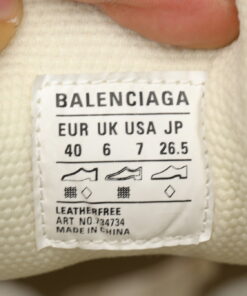 BALENCIAGA
EUR UK USA JP
40 6 7 26.5
LEATHERFREE
ART NO.734734
MADE IN CHINA